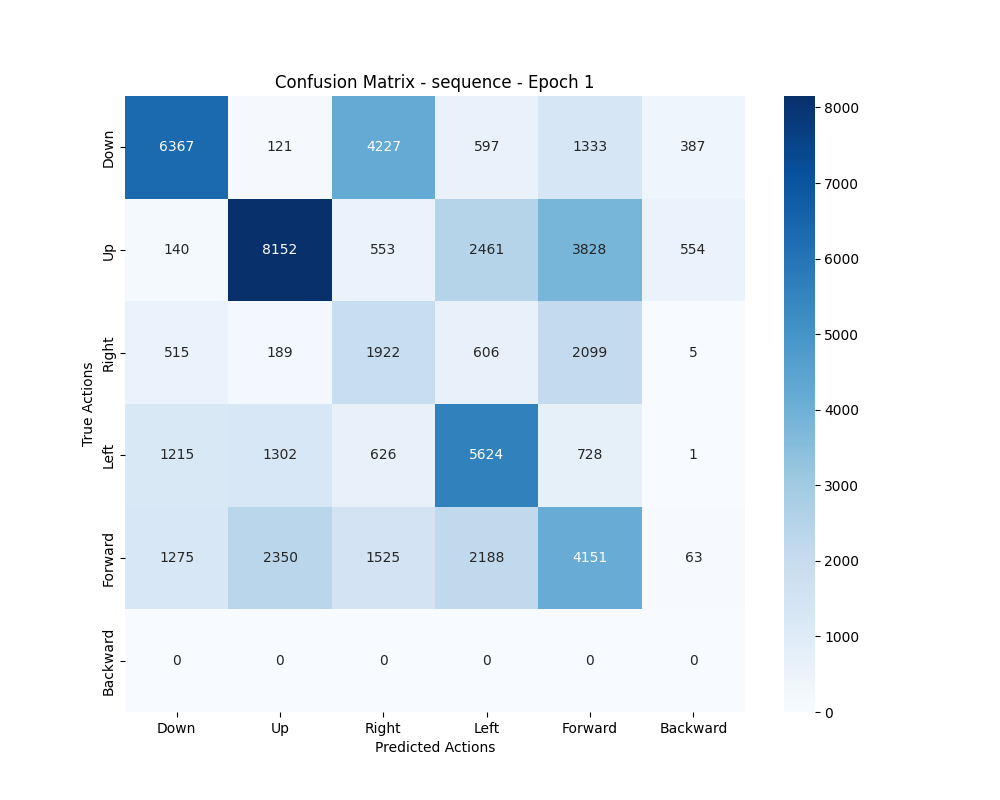 Confusion Matrix - sequence - Epoch 1
True Actions
Down 6367 121 4227 597 1333 387
Up 140 8152 553 2461 3828 554
Right 515 189 1922 606 2099 5
Left 1215 1302 626 5624 728 1
Forward 1275 2350 1525 2188 4151 63
Backward 0 0 0 0 0 0
Down Up Right Left Forward Backward
Predicted Actions
8000
7000
6000
5000
4000
3000
2000
1000
0